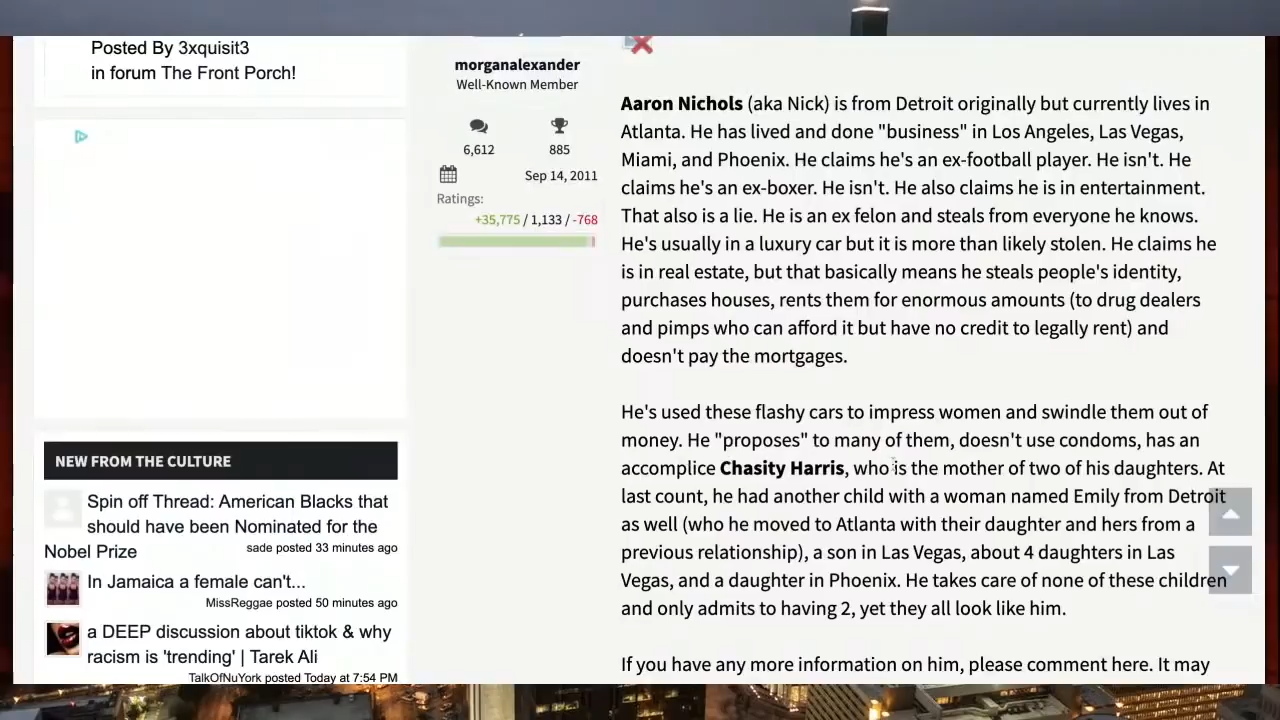 Posted By 3xquisit3
in forum The Front Porch!
NEW FROM THE CULTURE
Spin off Thread: American Blacks that
should have been Nominated for the
Nobel Prize
sade posted 33 minutes ago
In Jamaica a female can't...
MissReggae posted 50 minutes ago
a DEEP discussion about tiktok & why
racism is 'trending' | Tarek Ali
TalkOfNuYork posted Today at 7:54 PM
morganalexander
Well-Known Member
6,612
885
Sep 14, 2011
Ratings:
+35,775 / 1,133 / -768
Aaron Nichols (aka Nick) is from Detroit originally but currently lives in
Atlanta. He has lived and done "business" in Los Angeles, Las Vegas,
Miami, and Phoenix. He claims he's an ex-football player. He isn't. He
claims he's an ex-boxer. He isn't. He also claims he is in entertainment.
That also is a lie. He is an ex felon and steals from everyone he knows.
He's usually in a luxury car but it is more than likely stolen. He claims he
is in real estate, but that basically means he steals people's identity,
purchases houses, rents them for enormous amounts (to drug dealers
and pimps who can afford it but have no credit to legally rent) and
doesn't pay the mortgages.
He's used these flashy cars to impress women and swindle them out of
money. He "proposes" to many of them, doesn't use condoms, has an
accomplice Chasity Harris, who is the mother of two of his daughters. At
last count, he had another child with a woman named Emily from Detroit
as well (who he moved to Atlanta with their daughter and hers from a
previous relationship), a son in Las Vegas, about 4 daughters in Las
Vegas, and a daughter in Phoenix. He takes care of none of these children
and only admits to having 2, yet they all look like him.
If you have any more information on him, please comment here. It may